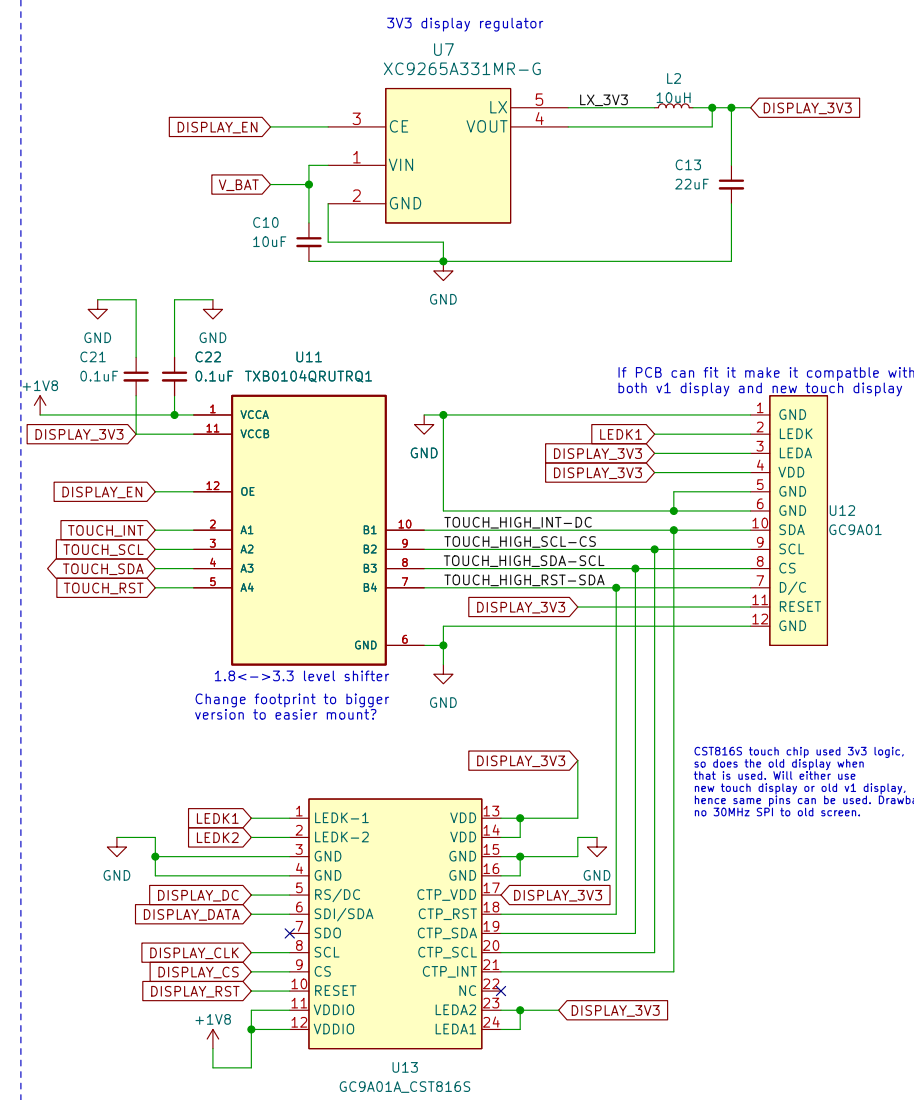 3V3 display regulator
U7
XC9265A331MR-G
DISPLAY_EN
3
CE
LX
5
LX_3V3
L2
10uH
DISPLAY_3V3
VOUT
4
V_BAT
1
VIN
2
GND
C10
10uF
C13
22uF
GND
GND
GND
C21
0.1uF
C22
0.1uF
+1V8
U11
TXB0104QRUTRQ1
1
VCCA
DISPLAY_3V3
11
VCCB
DISPLAY_EN
12
OE
TOUCH_INT
2
A1
TOUCH_SCL
3
A2
TOUCH_SDA
4
A3
TOUCH_RST
5
A4
B1
10
TOUCH_HIGH_INT-DC
B2
9
TOUCH_HIGH_SCL-CS
B3
8
TOUCH_HIGH_SDA-SCL
B4
7
TOUCH_HIGH_RST-SDA
GND
6
GND
1.8<->3.3 level shifter
Change footprint to bigger
version to easier mount?
If PCB can fit it make it compatble with
both v1 display and new touch display
GND
1
GND
LEDK1
2
LEDK
DISPLAY_3V3
3
LEDA
DISPLAY_3V3
4
VDD
5
GND
6
GND
10
SDA
9
SCL
8
CS
7
D/C
DISPLAY_3V3
11
RESET
12
GND
U12
GC9A01
CST816S touch chip used 3v3 logic,
so does the old display when
that is used. Will either use
new touch display or old v1 display,
hence same pins can be used. Drawba
no 30MHz SPI to old screen.
DISPLAY_3V3
LEDK1
1
LEDK-1
LEDK2
2
LEDK-2
GND
3
GND
4
GND
DISPLAY_DC
5
RS/DC
DISPLAY_DATA
6
SDI/SDA
7
SDO
DISPLAY_CLK
8
SCL
DISPLAY_CS
9
CS
DISPLAY_RST
10
RESET
11
VDDIO
12
VDDIO
+1V8
VDD
13
VDD
14
GND
15
GND
16
GND
CTP_VDD
17
DISPLAY_3V3
CTP_RST
18
CTP_SDA
19
CTP_SCL
20
CTP_INT
21
NC
22
LEDA2
23
DISPLAY_3V3
LEDA1
24
U13
GC9A01A_CST816S